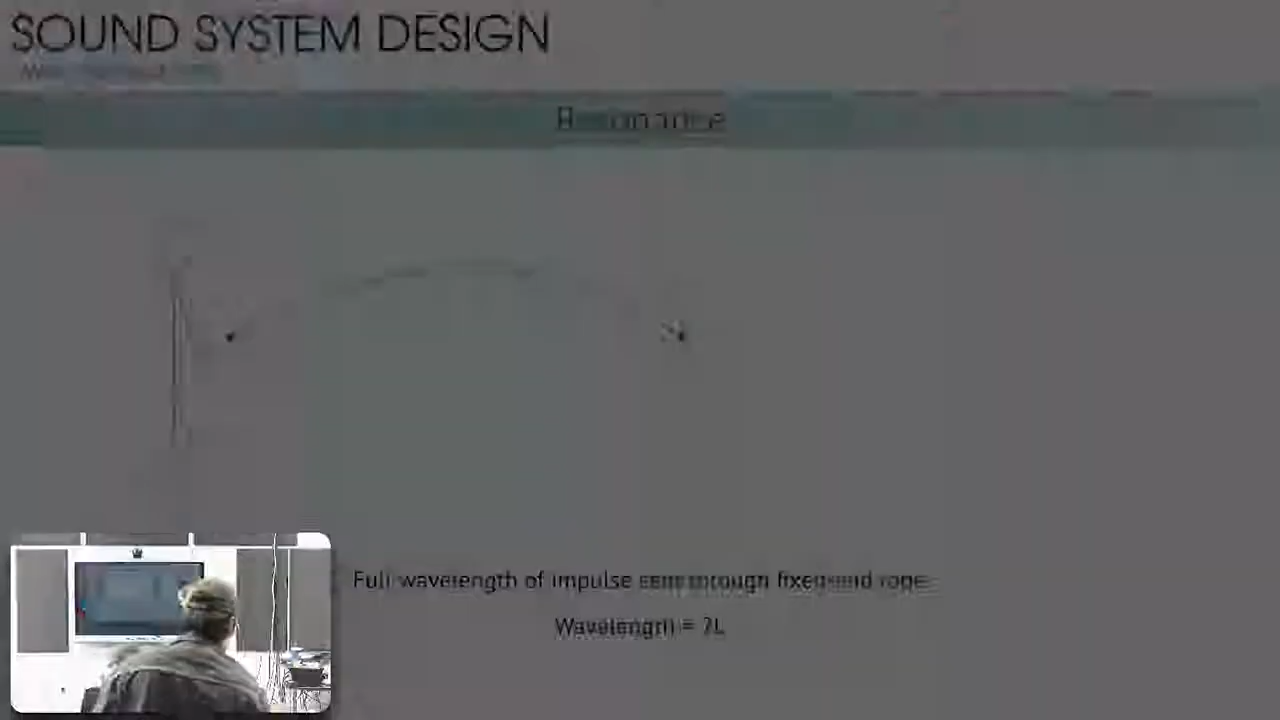 SOUND SYSTEM DESIGN
Resonance
Full wavelength of impulse sent through fixed-end rope
Wavelength = 2L